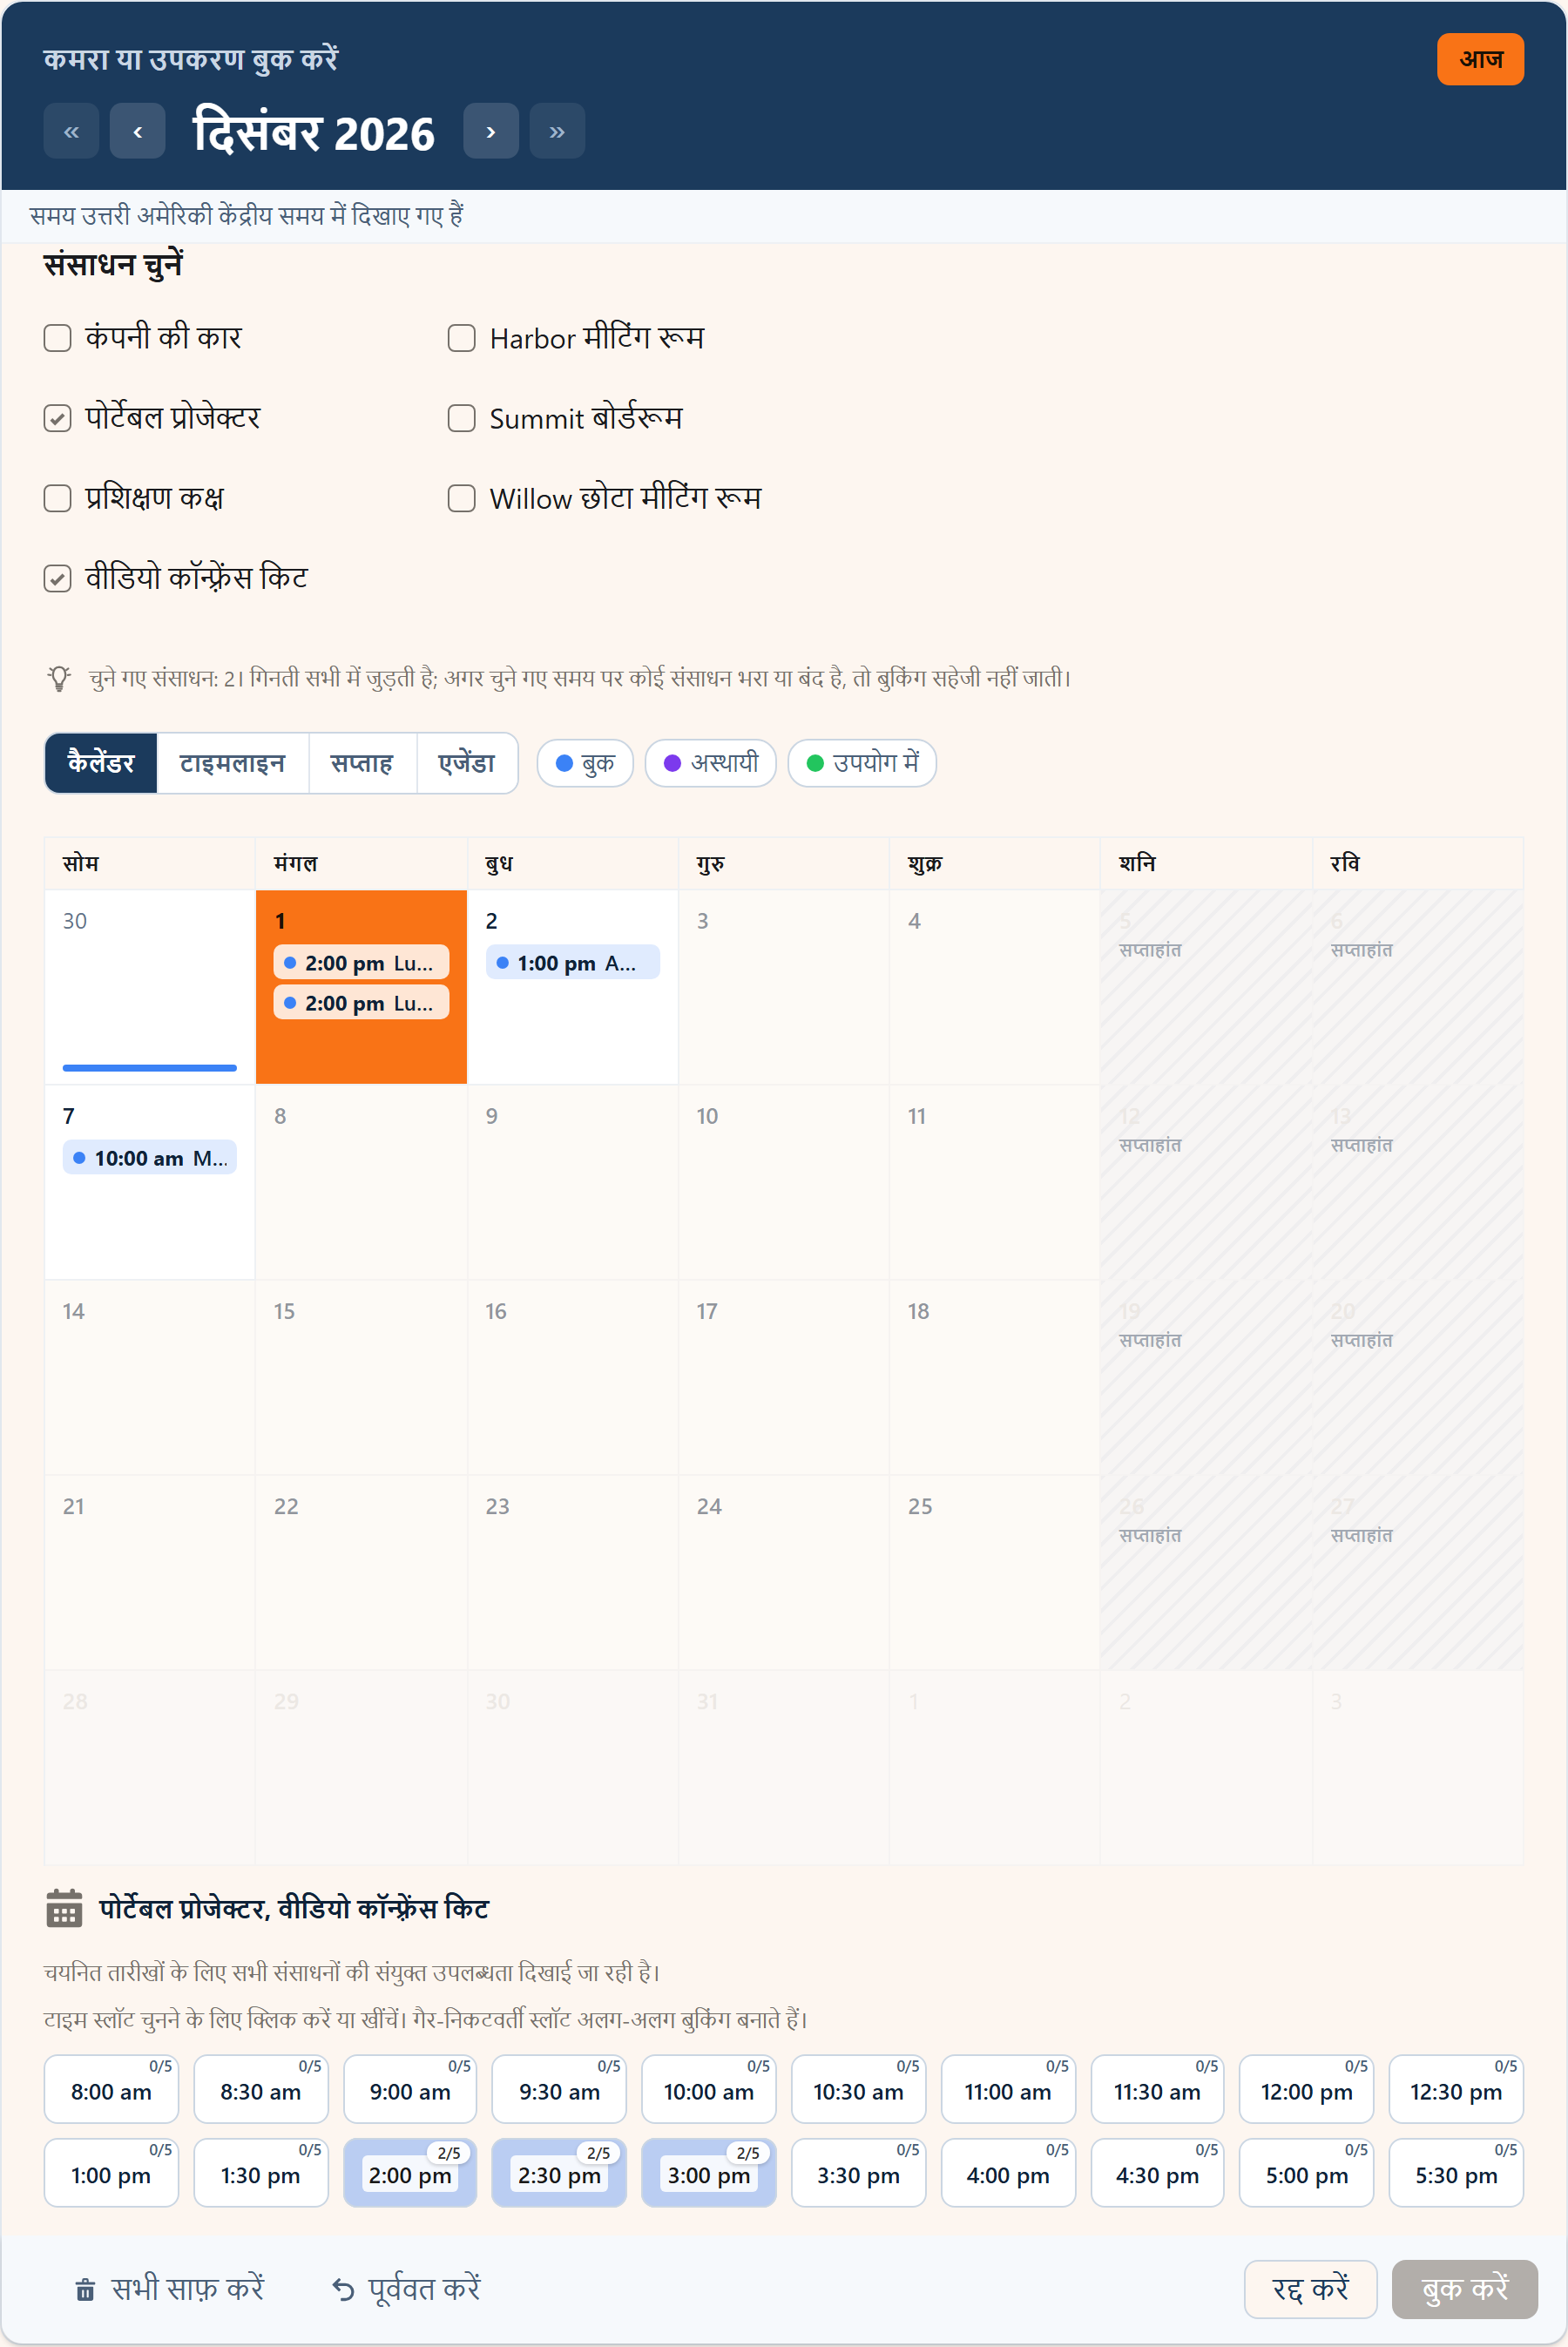 कमरा या उपकरण बुक करें
आज
« ‹ दिसंबर 2026 › »
समय उत्तरी अमेरिकी केंद्रीय समय में दिखाए गए हैं
संसाधन चुनें
कंपनी की कार
Harbor मीटिंग रूम
पोर्टेबल प्रोजेक्टर
Summit बोर्डरूम
प्रशिक्षण कक्ष
Willow छोटा मीटिंग रूम
वीडियो कॉन्फ़्रेंस किट
चुने गए संसाधन: 2। गिनती सभी में जुड़ती है; अगर चुने गए समय पर कोई संसाधन भरा या बंद है, तो बुकिंग सहेजी नहीं जाती।
कैलेंडर टाइमलाइन सप्ताह एजेंडा बुक अस्थायी उपयोग में
सोम मंगल बुध गुरु शुक्र शनि रवि
30 1 2 3 4 5 6
सप्ताहांत सप्ताहांत
2:00 pm Lu... 1:00 pm A...
2:00 pm Lu...
7 8 9 10 11 12 13
सप्ताहांत सप्ताहांत
10:00 am M...
14 15 16 17 18 19 20
सप्ताहांत सप्ताहांत
21 22 23 24 25 26 27
सप्ताहांत सप्ताहांत
28 29 30 31 1 2 3
पोर्टेबल प्रोजेक्टर, वीडियो कॉन्फ़्रेंस किट
चयनित तारीखों के लिए सभी संसाधनों की संयुक्त उपलब्धता दिखाई जा रही है।
टाइम स्लॉट चुनने के लिए क्लिक करें या खींचें। गैर-निकटवर्ती स्लॉट अलग-अलग बुकिंग बनाते हैं।
0/5 0/5 0/5 0/5 0/5 0/5 0/5 0/5 0/5 0/5
8:00 am 8:30 am 9:00 am 9:30 am 10:00 am 10:30 am 11:00 am 11:30 am 12:00 pm 12:30 pm
0/5 0/5 2/5 2/5 2/5 0/5 0/5 0/5 0/5 0/5
1:00 pm 1:30 pm 2:00 pm 2:30 pm 3:00 pm 3:30 pm 4:00 pm 4:30 pm 5:00 pm 5:30 pm
सभी साफ़ करें पूर्ववत करें रद्द करें बुक करें